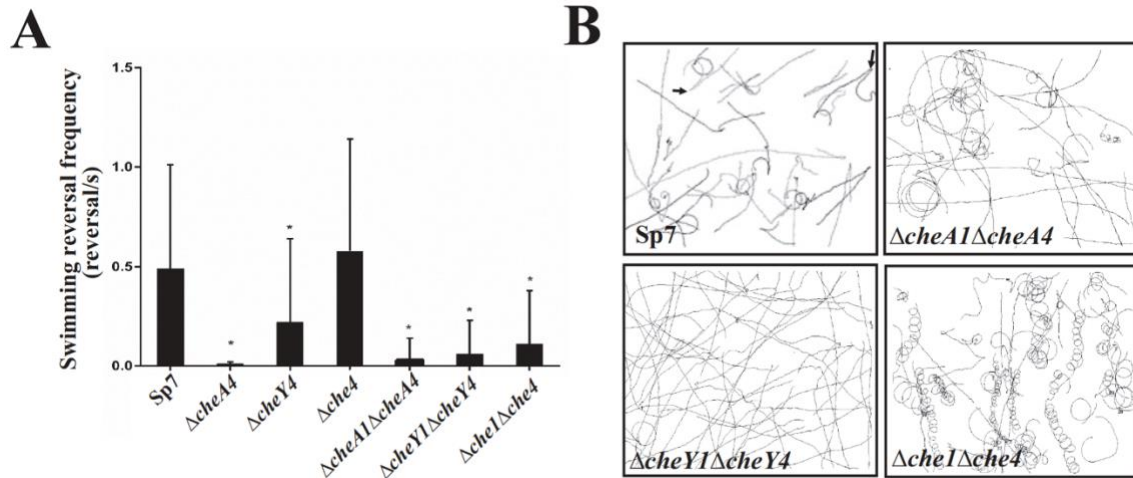 A
Swimming reversal frequency
(reversal/s)
1.5
1.0
0.5
0.0
*
*
*
*
*
Sp7
ΔcheA4
ΔcheY4
Δche4
ΔcheA1ΔcheA4
ΔcheY1ΔcheY4
Δche1Δche4
B
Sp7
ΔcheA1ΔcheA4
ΔcheY1ΔcheY4
Δche1Δche4